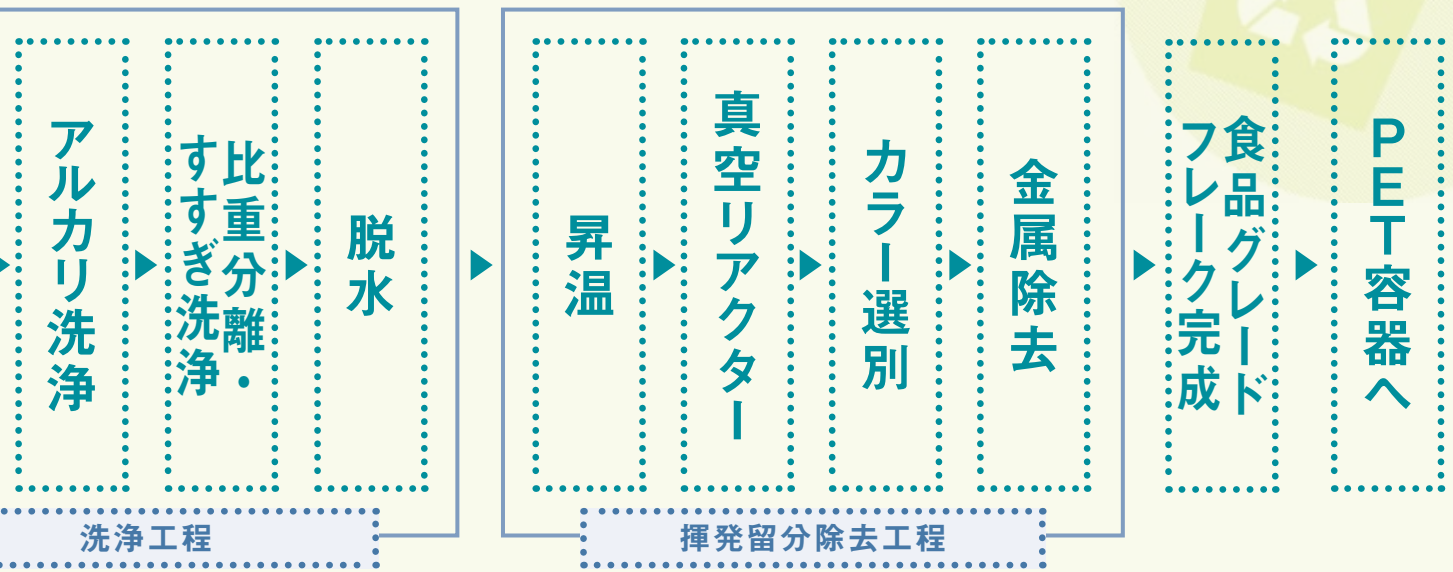 アルカリ洗浄
比重分離・
すすぎ洗浄
脱水
昇温
真空リアクター
カラー選別
金属除去
食品グレード
フレーク完成
PET容器へ
洗浄工程
揮発留分除去工程